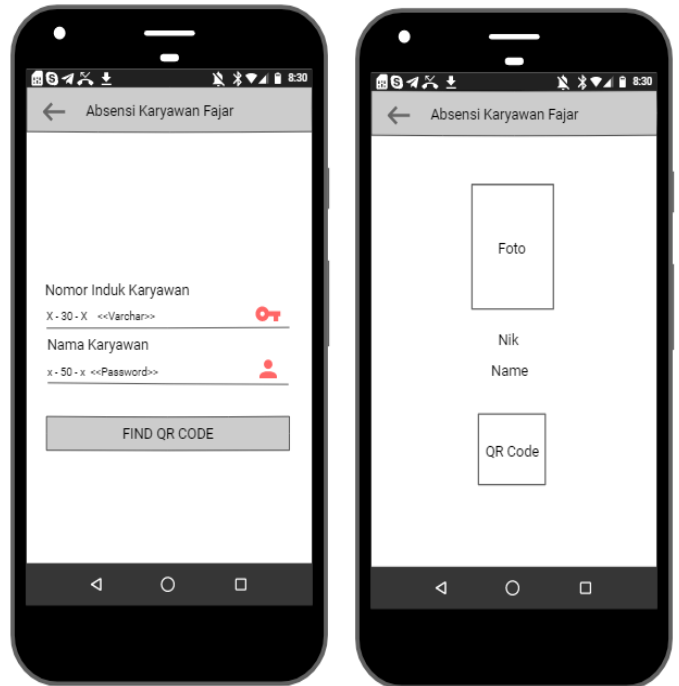 8:30
Absensi Karyawan Fajar
Nomor Induk Karyawan
X - 30 - X <<Varchar>>
Nama Karyawan
x - 50 - x <<Password>>
FIND QR CODE
8:30
Absensi Karyawan Fajar
Foto
Nik
Name
QR Code